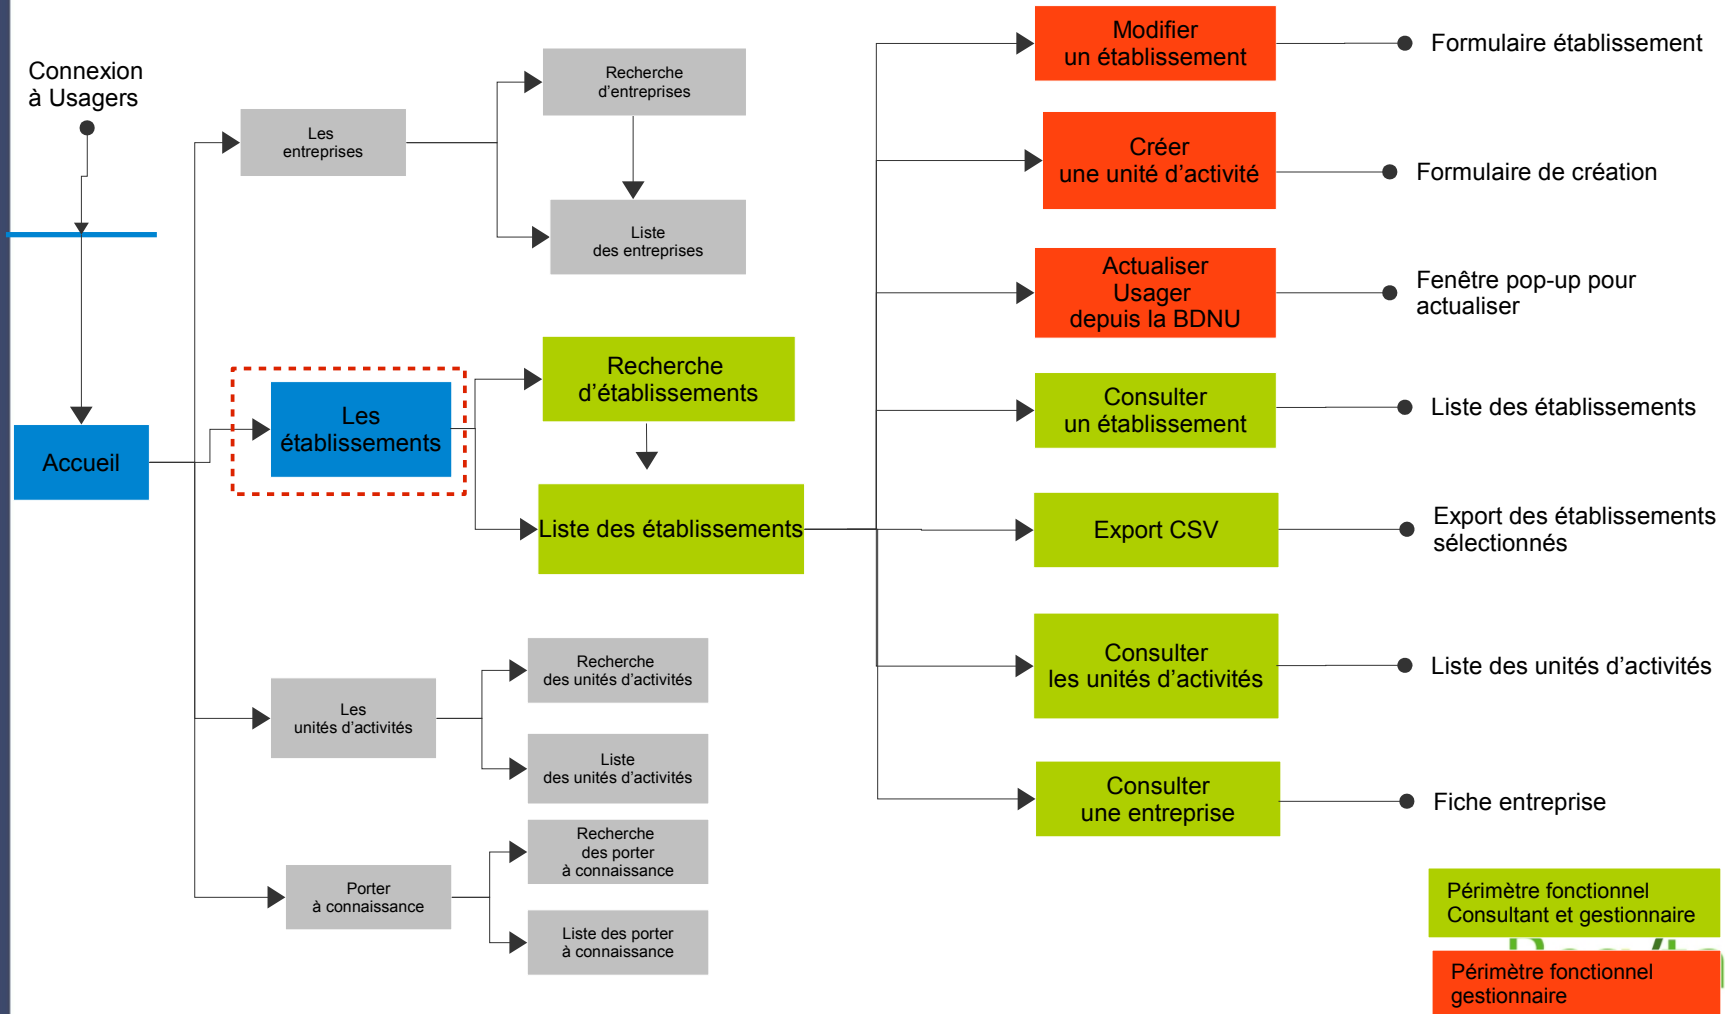 Connexion
à Usagers
Accueil
Les
entreprises
Recherche
d'entreprises
Liste
des entreprises
Les
établissements
Recherche
d'établissements
Liste des établissements
Les
unités d'activités
Recherche
des unités d'activités
Liste
des unités d'activités
Porter
à connaissance
Recherche
des porter
à connaissance
Liste des porter
à connaissance
Modifier
un établissement
Formulaire établissement
Créer
une unité d'activité
Formulaire de création
Actualiser
Usager
depuis la BDNU
Fenêtre pop-up pour
actualiser
Consulter
un établissement
Liste des établissements
Export CSV
Export des établissements
sélectionnés
Consulter
les unités d'activités
Liste des unités d'activités
Consulter
une entreprise
Fiche entreprise
Périmètre fonctionnel
Consultant et gestionnaire
Périmètre fonctionnel
gestionnaire